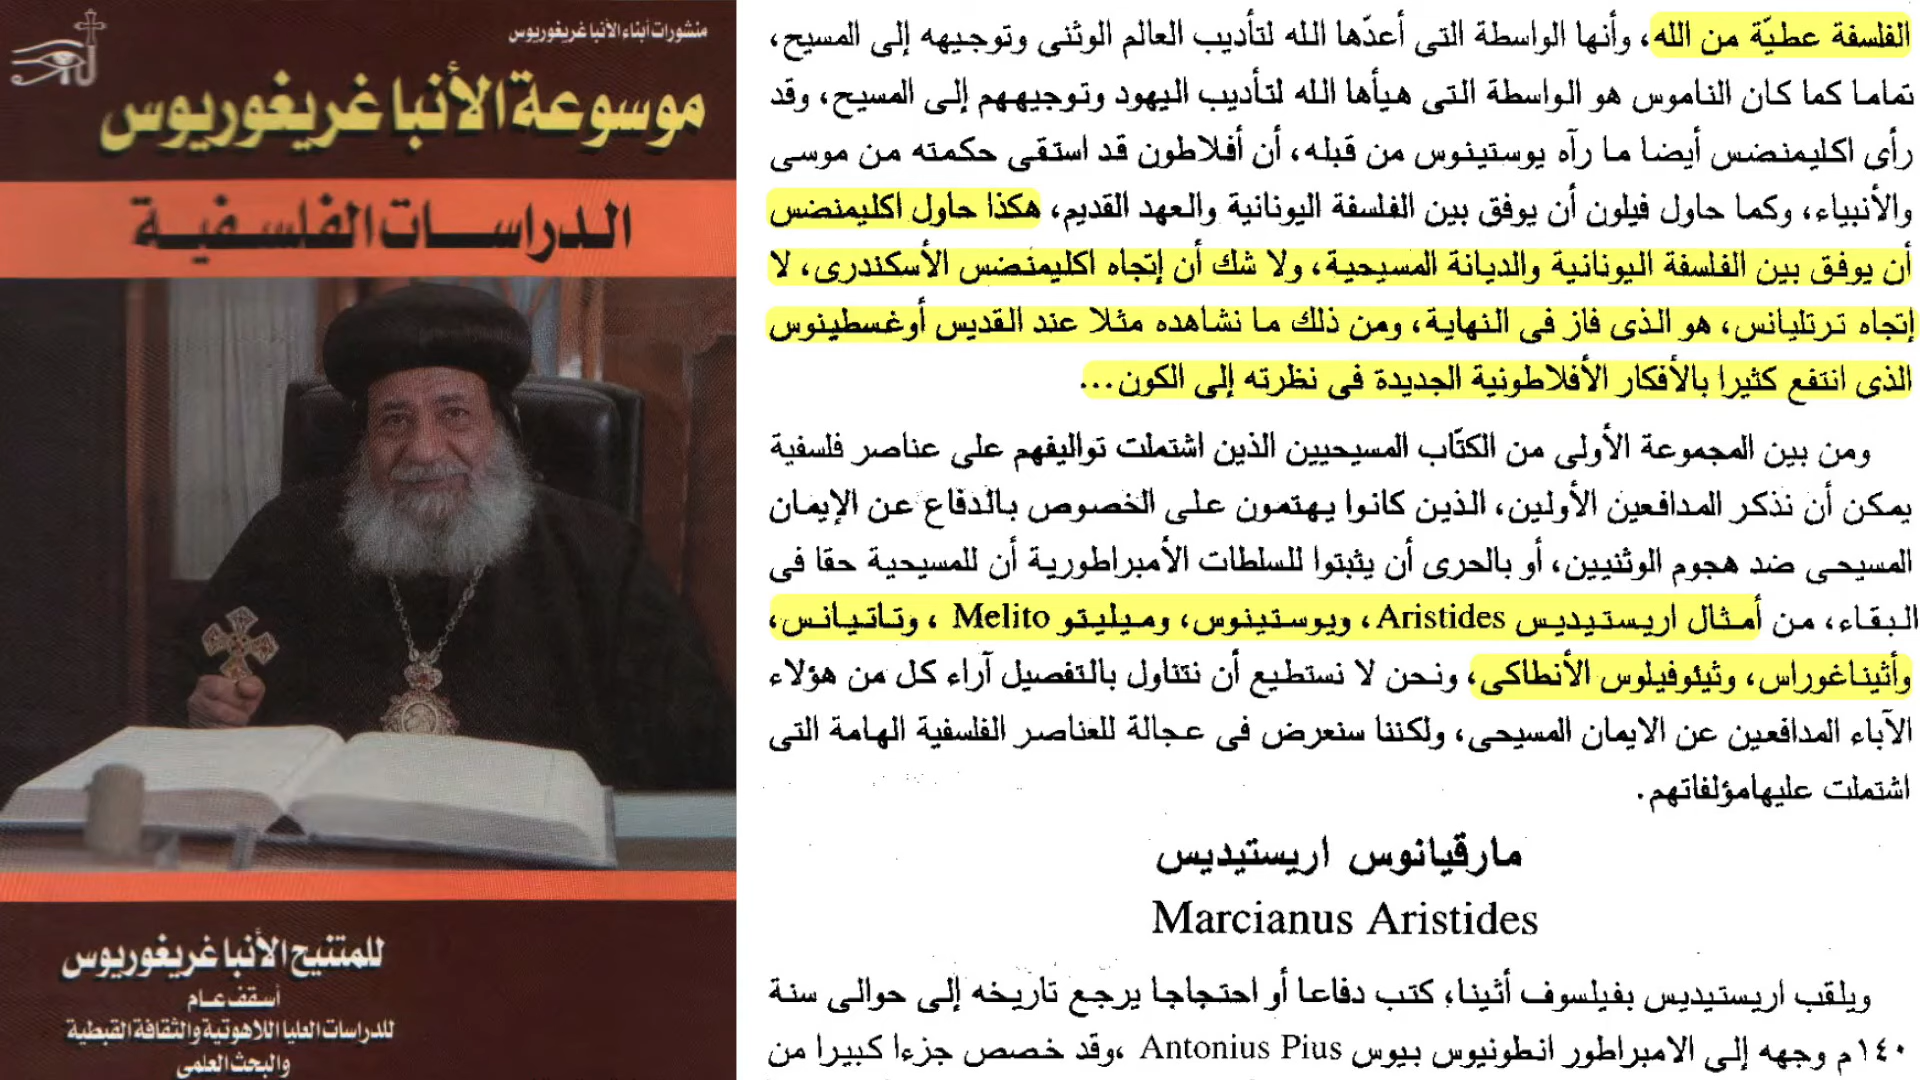 منشورات أبناء الأنبا غريغوريوس
موسوعة الأنبا غريغوريوس
الدراسات الفلسفية
للمتنيح الأنبا غريغوريوس
أسقف عام
للدراسات العليا اللاهوتية والثقافة القبطية
والبحث العلمى
الفلسفة عطيّة من الله، وأنها الواسطة التى أعدّها الله لتأديب العالم الوثنى وتوجيهه إلى المسيح،
تماما كما كان الناموس هو الواسطة التى هيأها الله لتأديب اليهود وتوجيههم إلى المسيح، وقد
رأى اكليمنضس أيضا ما رآه يوستينوس من قبله، أن أفلاطون قد استقى حكمته من موسى
والأنبياء، وكما حاول فيلون أن يوفق بين الفلسفة اليونانية والعهد القديم، هكذا حاول اكليمنضس
أن يوفق بين الفلسفة اليونانية والديانة المسيحية، ولا شك أن إتجاه اكليمنضس الأسكندرى، لا
إتجاه ترتليانس، هو الذى فاز فى النهاية، ومن ذلك ما نشاهده مثلا عند القديس أوغسطينوس
الذى انتفع كثيرا بالأفكار الأفلاطونية الجديدة فى نظرته إلى الكون...
ومن بين المجموعة الأولى من الكتّاب المسيحيين الذين اشتملت تواليفهم على عناصر فلسفية
يمكن أن نذكر المدافعين الأولين، الذين كانوا يهتمون على الخصوص بالدفاع عن الإيمان
المسيحى ضد هجوم الوثنيين، أو بالحرى أن يثبتوا للسلطات الأمبراطورية أن للمسيحية حقا فى
البقاء، من أمثال اريستيديس Aristides، ويوستينوس، وميليتو Melito ، وتاتيانس،
وأثيناغوراس، وثيئوفيلوس الأنطاكى، ونحن لا نستطيع أن نتناول بالتفصيل آراء كل من هؤلاء
الآباء المدافعين عن الايمان المسيحى، ولكننا سنعرض فى عجالة للعناصر الفلسفية الهامة التى
اشتملت عليهامؤلفاتهم.
مارقيانوس اريستيديس
Marcianus Aristides
ويلقب اريستيديس بفيلسوف أثينا؛ كتب دفاعا أو احتجاجا يرجع تاريخه إلى حوالى سنة
١٤٠م وجهه إلى الامبراطور انطونيوس بيوس Antonius Pius ،وقد خصص جزءا كبيرا من